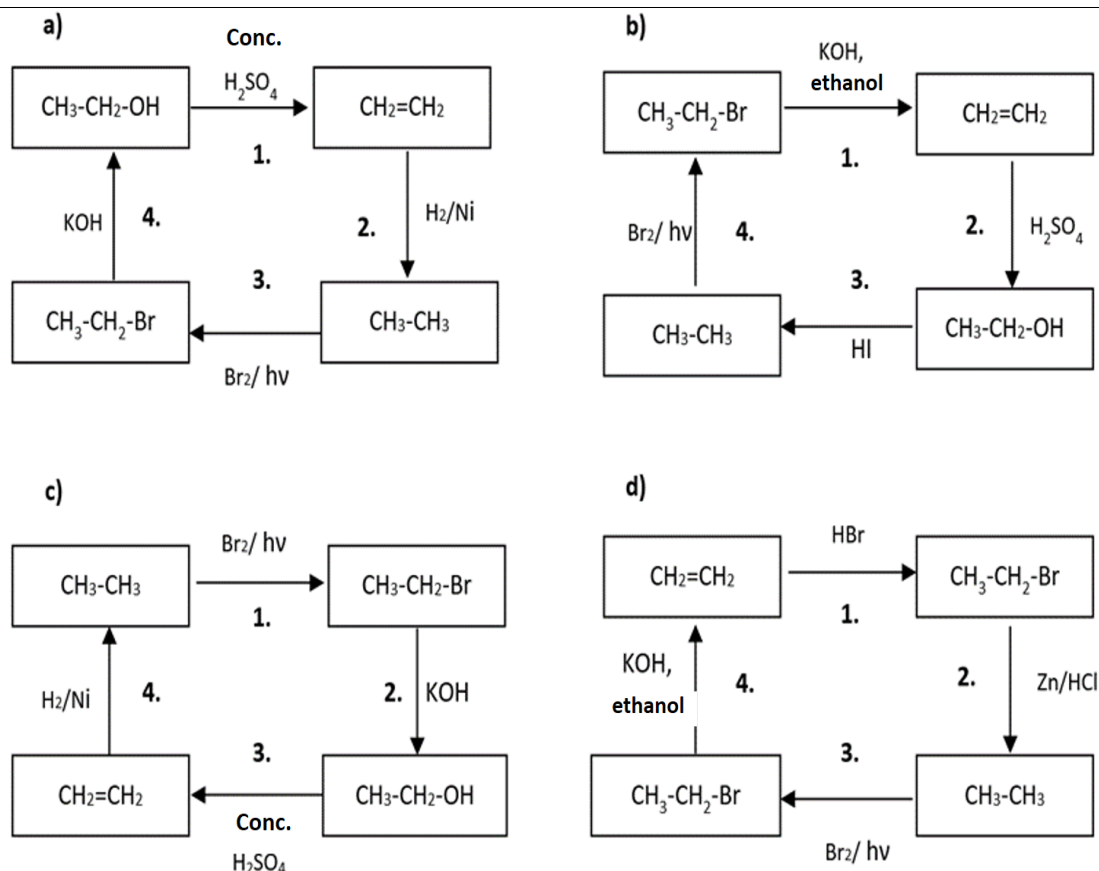 a)
Conc.
H₂SO₄
CH₃-CH₂-OH
CH₂=CH₂
1.
KOH
4.
2.
H₂/Ni
3.
CH₃-CH₂-Br
CH₃-CH₃
Br₂/ hν
b)
KOH,
ethanol
CH₃-CH₂-Br
CH₂=CH₂
1.
Br₂/ hν
4.
2.
H₂SO₄
3.
CH₃-CH₃
CH₃-CH₂-OH
HI
c)
Br₂/ hν
CH₃-CH₃
CH₃-CH₂-Br
1.
H₂/Ni
4.
2.
KOH
3.
CH₂=CH₂
CH₃-CH₂-OH
Conc.
H₂SO₄
d)
HBr
CH₂=CH₂
CH₃-CH₂-Br
1.
KOH,
ethanol
4.
2.
Zn/HCl
3.
CH₃-CH₂-Br
CH₃-CH₃
Br₂/ hν